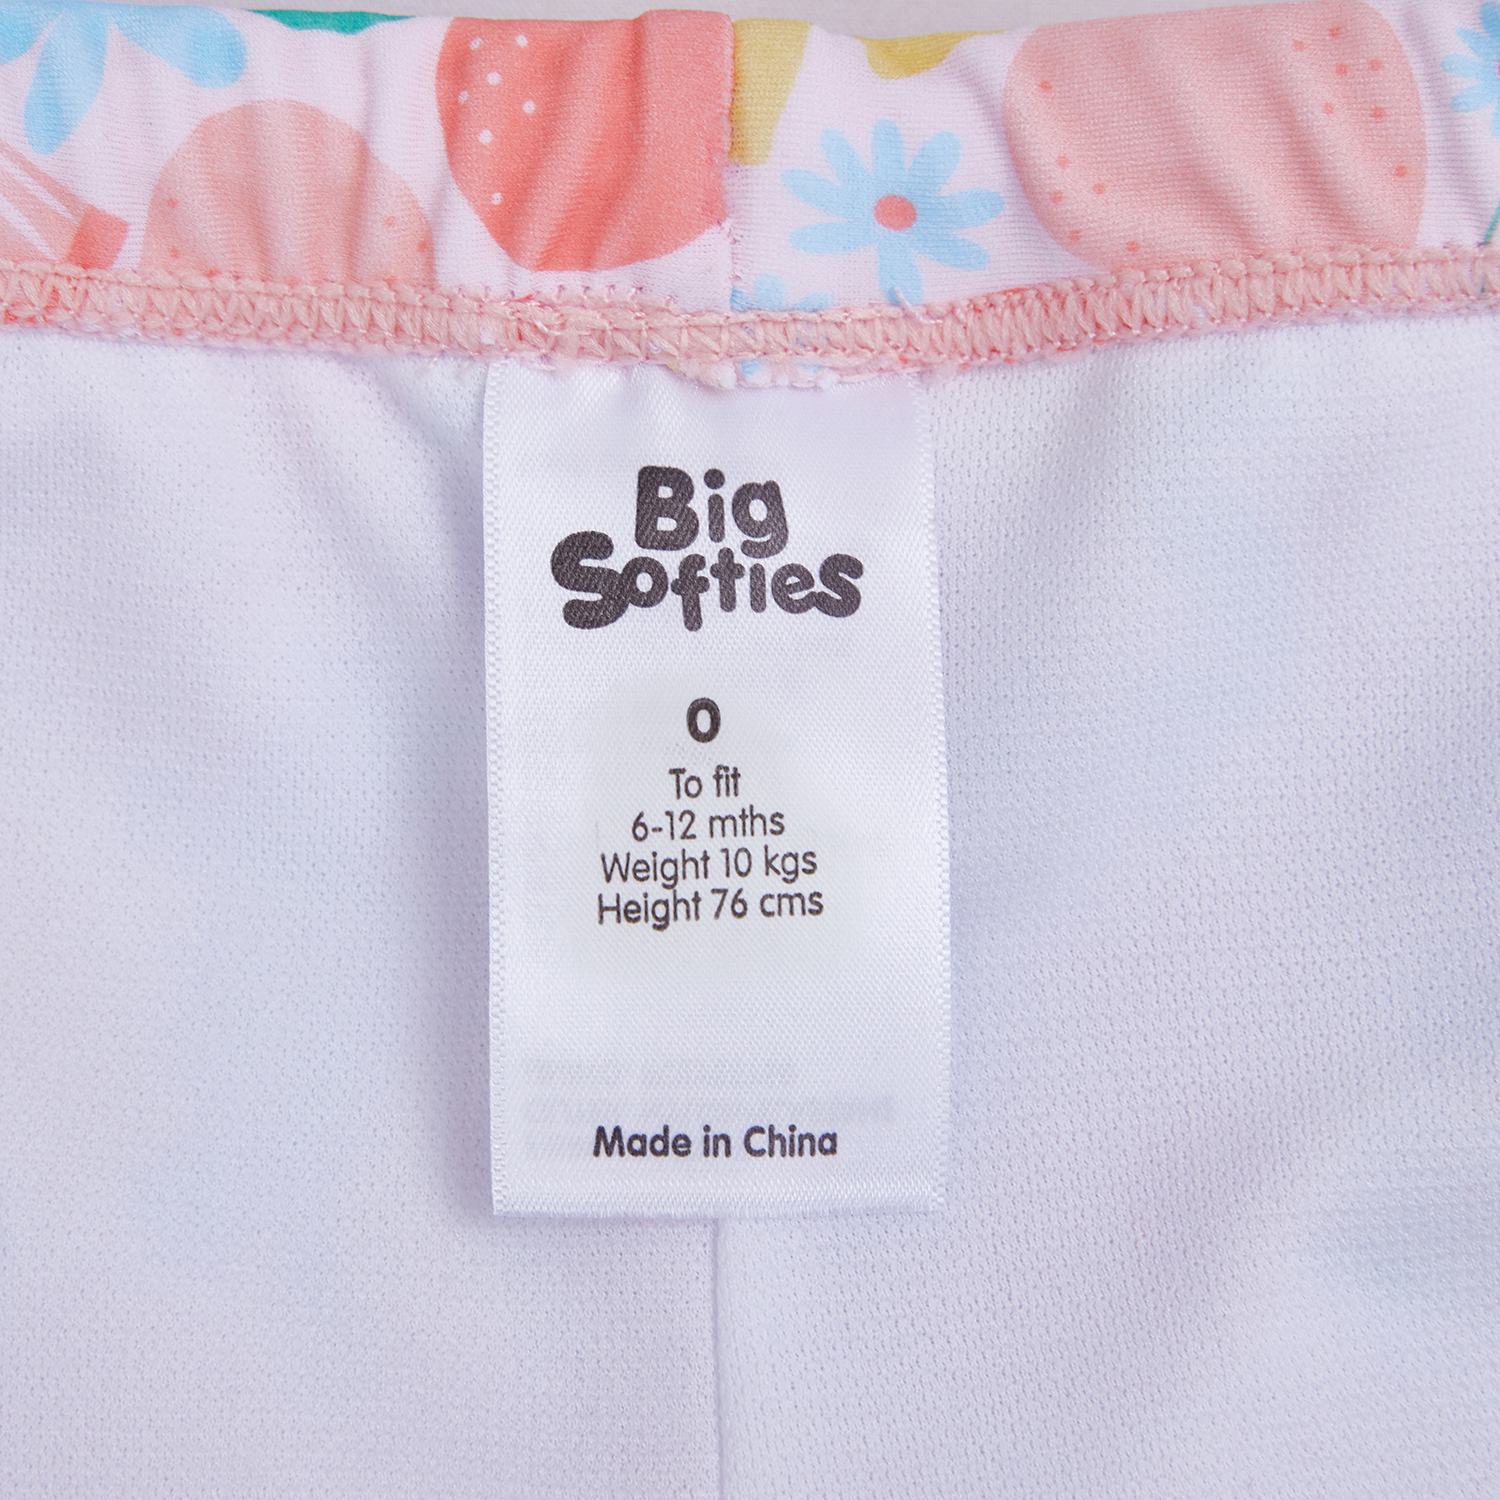 Big
Softies
0
To fit
6-12 mths
Weight 10 kgs
Height 76 cms
Made in China